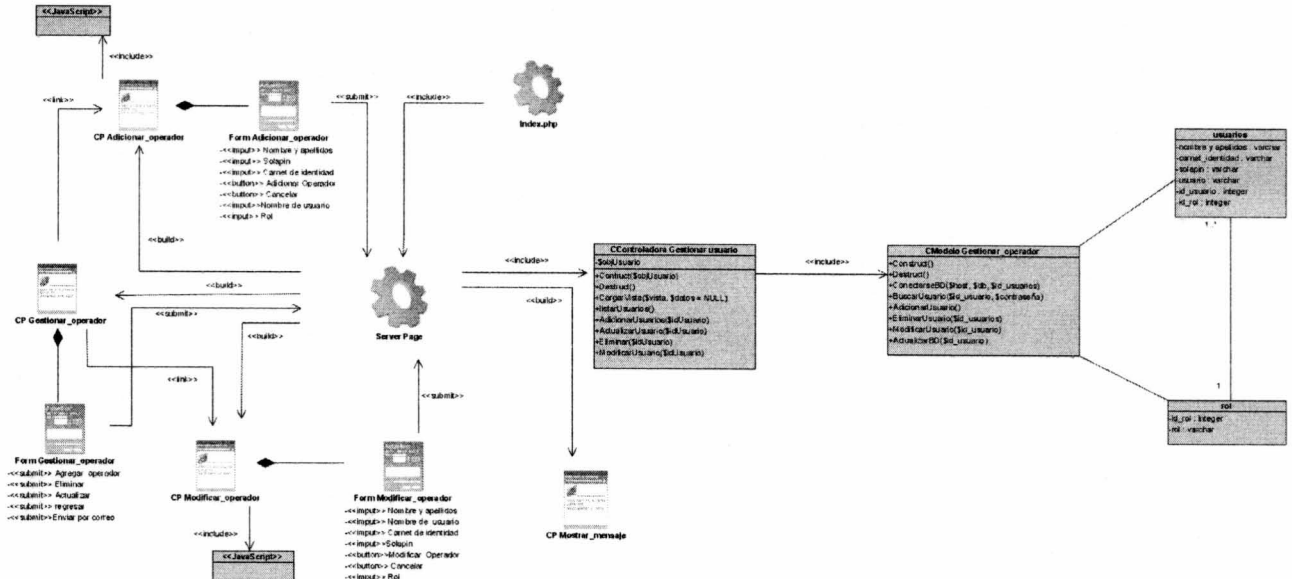 <<JavaScript>>
<<include>>
<<link>>
CP Adicionar_operador
Form Adicionar_operador
-<<input>> Nombre y apellidos
-<<input>> Solapin
-<<input>> Carnet de identidad
-<<button>> Adicionar Operador
-<<button>> Cancelar
-<<input>>Nombre de usuario
-<<input>> Rol
<<submit>>
<<include>>
Index.php
<<build>>
CP Gestionar_operador
<<build>>
<<submit>>
<<build>>
Server Page
<<link>>
<<submit>>
Form Gestionar_operador
-<<submit>> Agregar operador
-<<submit>> Eliminar
-<<submit>> Actualizar
-<<submit>> regresar
-<<submit>>Enviar por correo
CP Modificar_operador
<<include>>
<<JavaScript>>
Form Modificar_operador
-<<input>> Nombre y apellidos
-<<input>> Nombre de usuario
-<<input>> Carnet de identidad
-<<input>>Solapin
-<<button>>Modificar Operador
-<<button>> Cancelar
-<<input>> Rol
<<include>>
<<build>>
CP Mostrar_mensaje
CControladora Gestionar usuario
-$objUsuario
+Contruct($objUsuario)
+Destruct()
+CargarVista($vista, $datos = NULL)
+listarUsuarios()
+AdicionarUsuarios($idUsuario)
+ActualizarUsuario($idUsuario)
+Eliminar($idUsuario)
+ModificarUsuario($idUsuario)
<<include>>
CModelo Gestionar_operador
+Construct()
+Destruct()
+ConectarseBD($host, $db, $id_usuarios)
+BuscarUsuario($id_usuario, $contraseña)
+AdicionarUsuario()
+EliminarUsuario($id_usuarios)
+ModificarUsuario($id_usuario)
+ActualizarBD($id_usuario)
usuarios
-nombre y apellidos : varchar
-carnet_identidad : varchar
-solapin : varchar
-usuario : varchar
-id_usuario : integer
-id_rol : integer
1..*
1
rol
-id_rol : integer
-rol : varchar